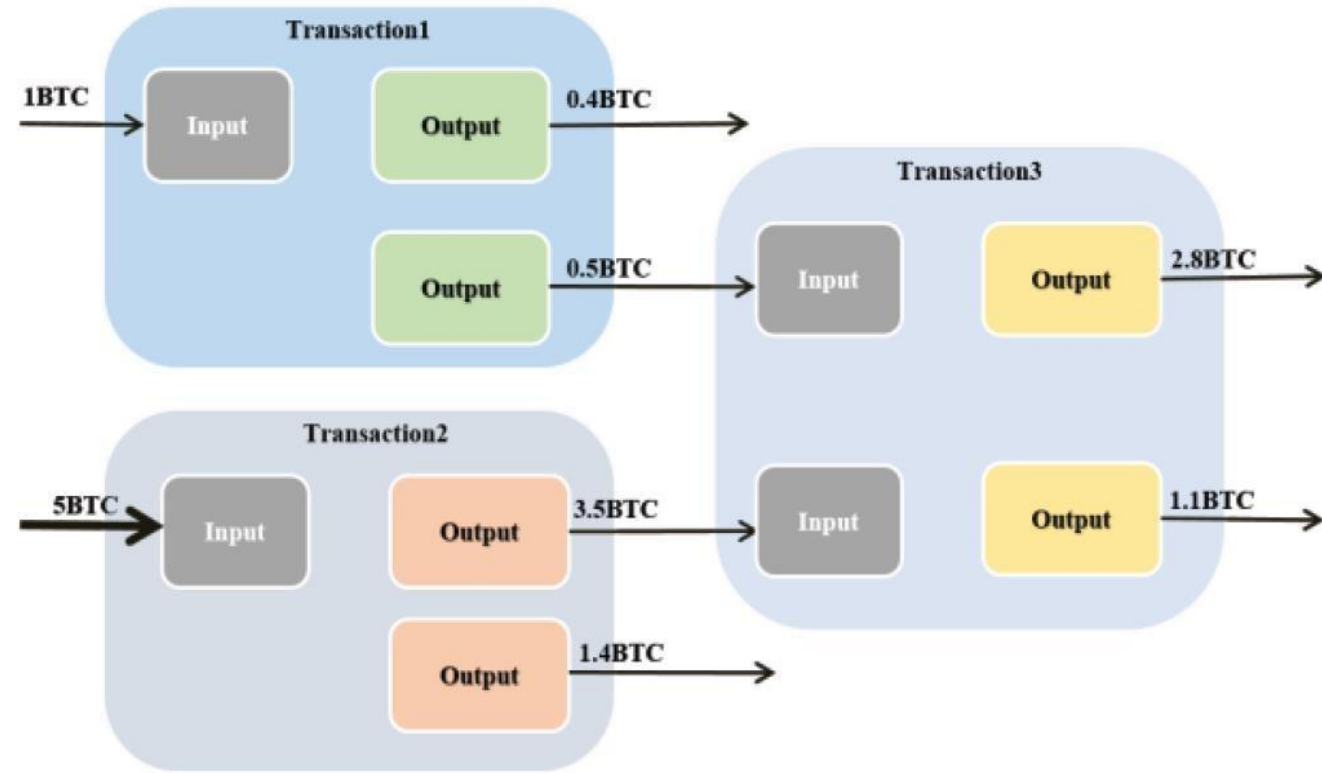 Transaction1
1BTC
Input
Output
0.4BTC
Output
0.5BTC
Transaction2
5BTC
Input
Output
3.5BTC
Output
1.4BTC
Transaction3
Input
Output
2.8BTC
Input
Output
1.1BTC